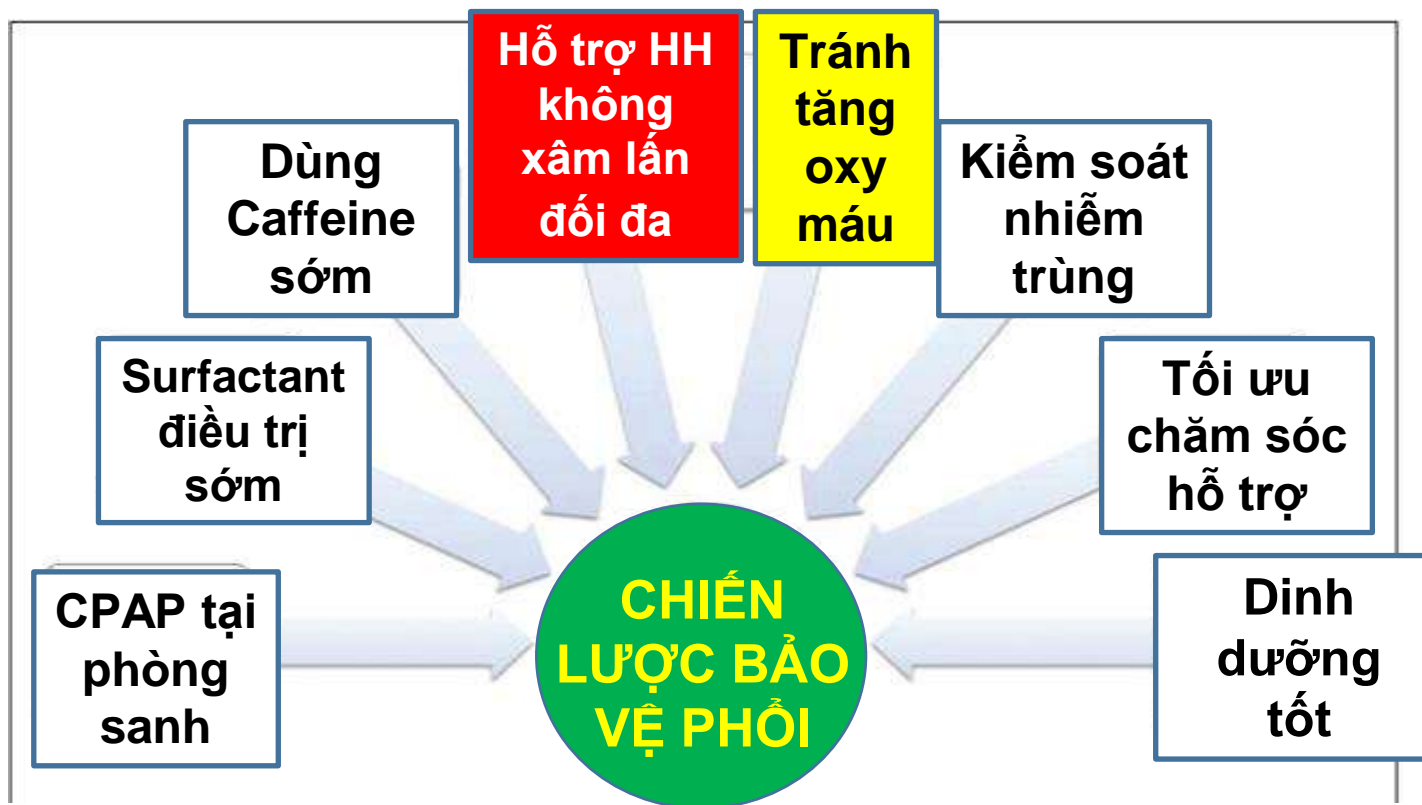 Hỗ trợ HH
không
xâm lấn
đối đa
Tránh
tăng
oxy
máu
Dùng
Caffeine
sớm
Kiểm soát
nhiễm
trùng
Surfactant
điều trị
sớm
Tối ưu
chăm sóc
hỗ trợ
CPAP tại
phòng
sanh
CHIẾN
LƯỢC BẢO
VỆ PHỔI
Dinh
dưỡng
tốt